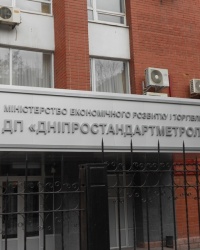 МІНІСТЕРСТВО ЕКОНОМІЧНОГО РОЗВИТКУ І ТОРГІВЛІ
ДП «ДНІПРОСТАНДАРТМЕТРОЛ